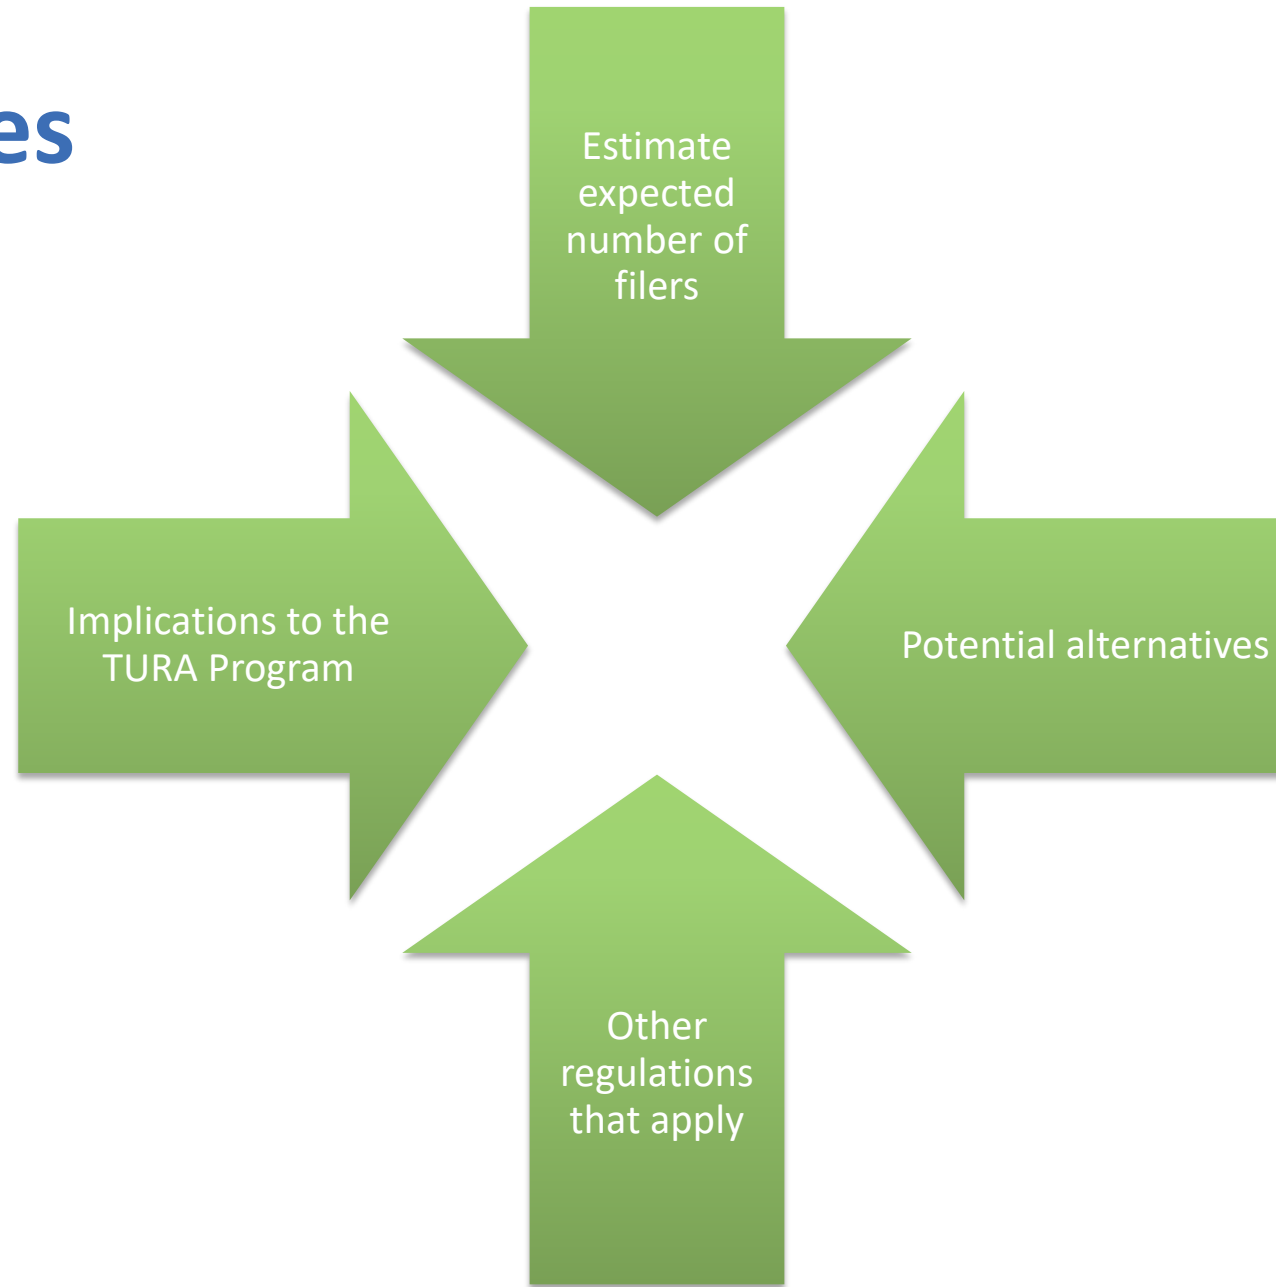 es
Estimate
expected
number of
filers
Implications to the
TURA Program
Potential alternatives
Other
regulations
that apply